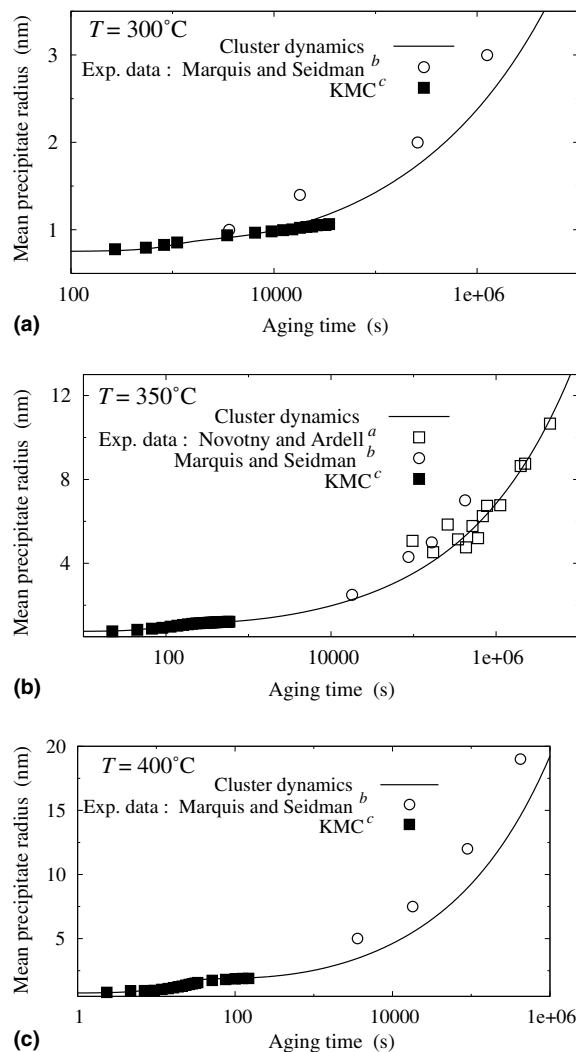 T = 300°C
Cluster dynamics
Exp. data : Marquis and Seidman b
KMC c
Mean precipitate radius (nm)
3
2
1
100
10000
1e+06
Aging time (s)
(a)
T = 350°C
Cluster dynamics
Exp. data : Novotny and Ardell a
Marquis and Seidman b
KMC c
Mean precipitate radius (nm)
12
8
4
100
10000
1e+06
Aging time (s)
(b)
T = 400°C
Cluster dynamics
Exp. data : Marquis and Seidman b
KMC c
Mean precipitate radius (nm)
20
15
10
5
1
100
10000
1e+06
Aging time (s)
(c)